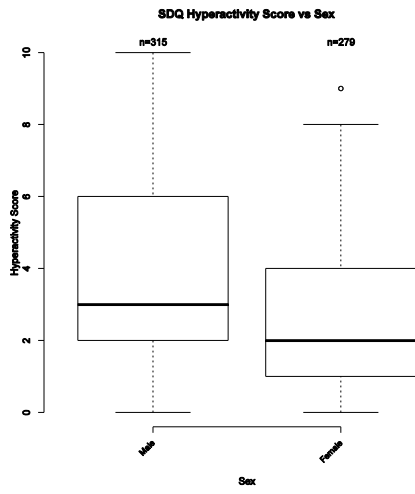 SDQ Hyperactivity Score vs Sex
n=315
n=279
Hyperactivity Score
10
8
6
4
2
0
Male
Female
Sex